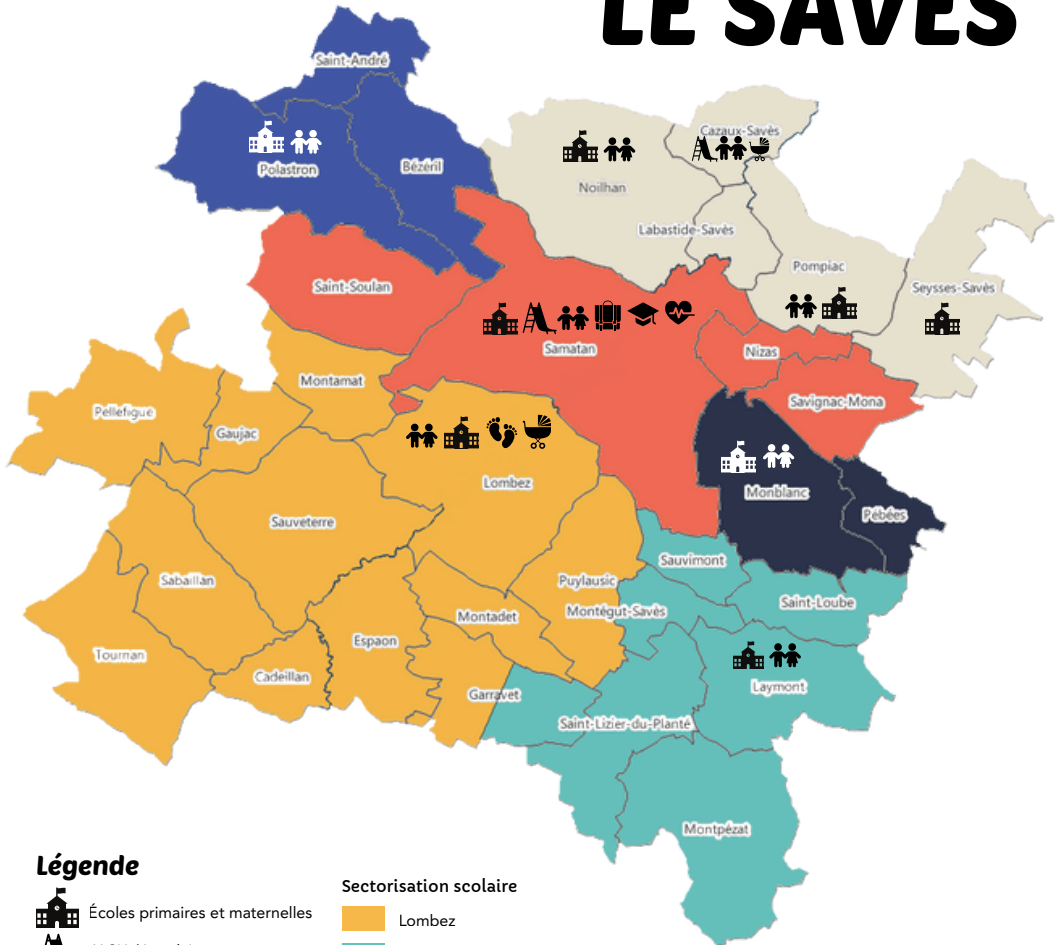 LE SAVÈS
Saint-André
Polastron
Bézéril
Noilhan
Cazaux-Savès
Labastide-Savès
Pompiac
Seysses-Savès
Saint-Soulan
Samatan
Nizas
Savignac-Mona
Montamat
Pellefigue
Gaujac
Lombez
Monblanc
Pébées
Sauveterre
Sabaillan
Puylausic
Sauvimont
Montégut-Savès
Saint-Loube
Montadet
Espaon
Tournan
Cadeillan
Garravet
Laymont
Saint-Lizier-du-Planté
Montpézat
Légende
Écoles primaires et maternelles
Sectorisation scolaire
Lombez